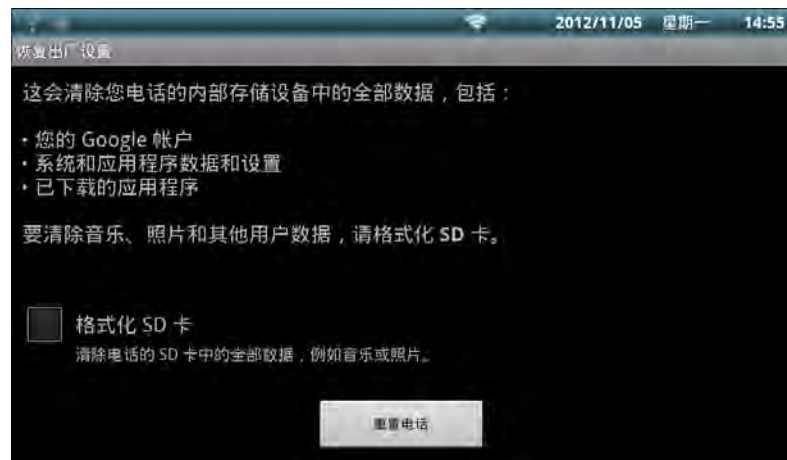 2012/11/05 星期一 14:55
恢复出厂设置
这会清除您电话的内部存储设备中的全部数据，包括：
·您的 Google 帐户
·系统和应用程序数据和设置
·已下载的应用程序
要清除音乐、照片和其他用户数据，请格式化 SD 卡。
格式化 SD 卡
清除电话的 SD 卡中的全部数据，例如音乐或照片。
重置电话